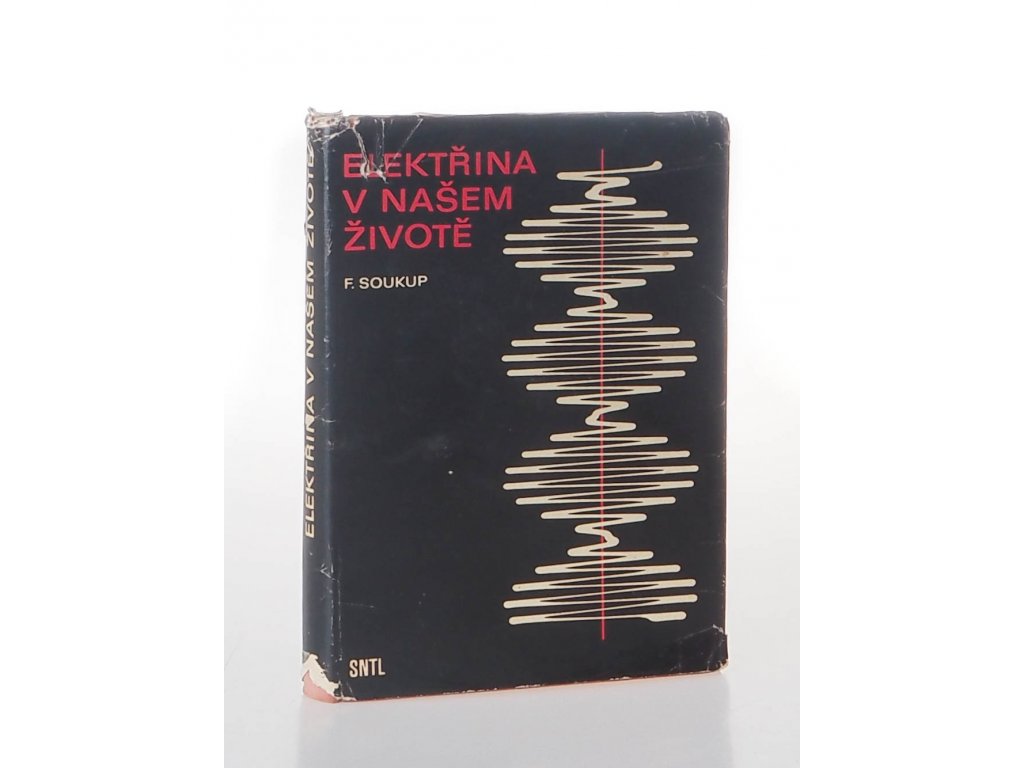 ELEKTŘINA
V NAŠEM
ŽIVOTĚ
F. SOUKUP
SNTL
ELEKTŘINA V NAŠEM ŽIVOTĚ